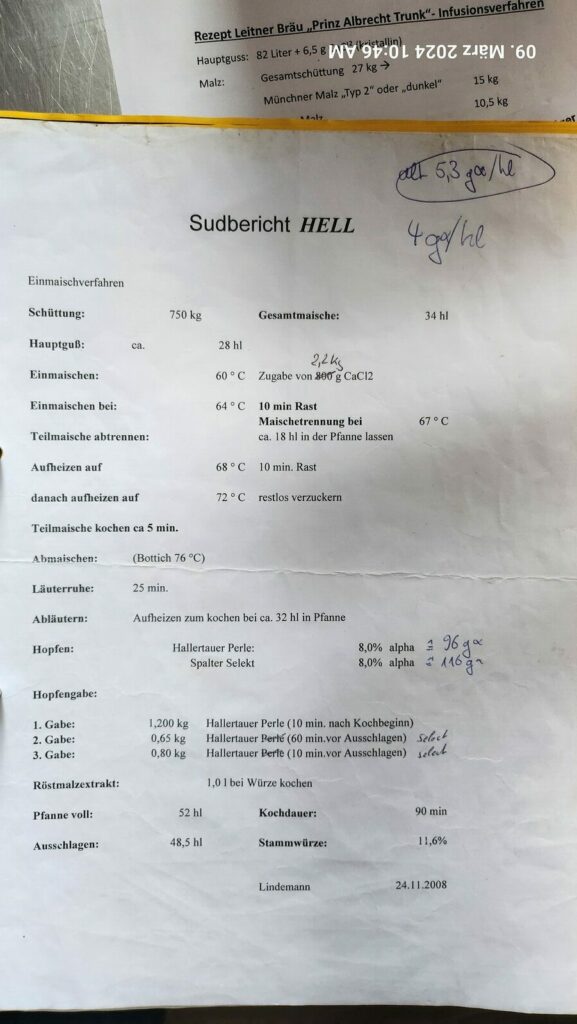 Rezept Leitner Bräu „Prinz Albrecht Trunk"- Infusionsverfahren
Hauptguss: 82 Liter + 6,5 g (kristallin)
09. März 2024 10:46 AM
Malz: Gesamtschüttung 27 kg →
Münchner Malz „Typ 2" oder „dunkel" 15 kg
10,5 kg
alt 5,3 gα/hl
Sudbericht HELL
4 gα/hl
Einmaischverfahren
Schüttung: 750 kg Gesamtmaische: 34 hl
Hauptguß: ca. 28 hl
2,2 kg
Einmaischen: 60 ° C Zugabe von 800 g CaCl2
Einmaischen bei: 64 ° C 10 min Rast
Maischetrennung bei 67 ° C
Teilmaische abtrennen: ca. 18 hl in der Pfanne lassen
Aufheizen auf 68 ° C 10 min. Rast
danach aufheizen auf 72 ° C restlos verzuckern
Teilmaische kochen ca 5 min.
Abmaischen: (Bottich 76 °C)
Läuterruhe: 25 min.
Abläutern: Aufheizen zum kochen bei ca. 32 hl in Pfanne
Hopfen: Hallertauer Perle: 8,0% alpha ≙ 96 gα
Spalter Selekt 8,0% alpha ≙ 116 gα
Hopfengabe:
1. Gabe: 1,200 kg Hallertauer Perle (10 min. nach Kochbeginn)
2. Gabe: 0,65 kg Hallertauer Perle (60 min.vor Ausschlagen) Select
3. Gabe: 0,80 kg Hallertauer Perle (10 min.vor Ausschlagen) select
Röstmalzextrakt: 1,0 l bei Würze kochen
Pfanne voll: 52 hl Kochdauer: 90 min
Ausschlagen: 48,5 hl Stammwürze: 11,6%
Lindemann 24.11.2008